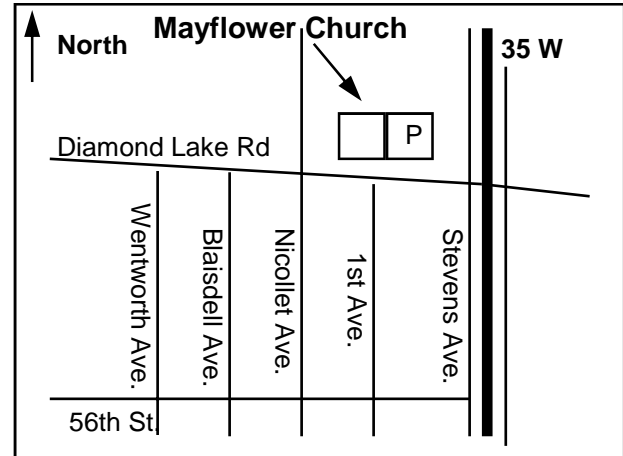 Mayflower Church
North
35 W
P
Diamond Lake Rd
Wentworth Ave.
Blaisdell Ave.
Nicollet Ave.
1st Ave.
Stevens Ave.
56th St.